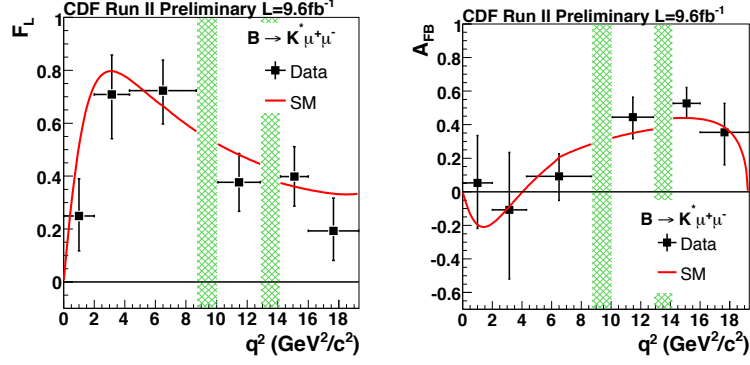 CDF Run II Preliminary L=9.6fb⁻¹
F_L
B → K*μ⁺μ⁻
Data
SM
0.8
0.6
0.4
0.2
0
0 2 4 6 8 10 12 14 16 18
q² (GeV²/c²)
CDF Run II Preliminary L=9.6fb⁻¹
A_FB
1
0.8
0.6
0.4
0.2
0
-0.2
-0.4
-0.6
B → K*μ⁺μ⁻
Data
SM
0 2 4 6 8 10 12 14 16 18
q² (GeV²/c²)